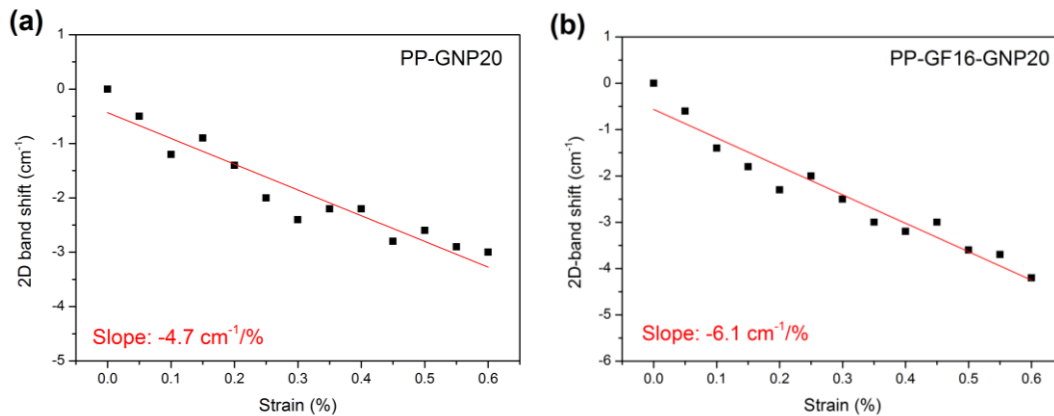 (a)
PP-GNP20
1
0
-1
-2
-3
-4
-5
2D band shift (cm⁻¹)
Slope: -4.7 cm⁻¹/%
0.0 0.1 0.2 0.3 0.4 0.5 0.6
Strain (%)
(b)
PP-GF16-GNP20
1
0
-1
-2
-3
-4
-5
-6
2D-band shift (cm⁻¹)
Slope: -6.1 cm⁻¹/%
0.0 0.1 0.2 0.3 0.4 0.5 0.6
Strain (%)